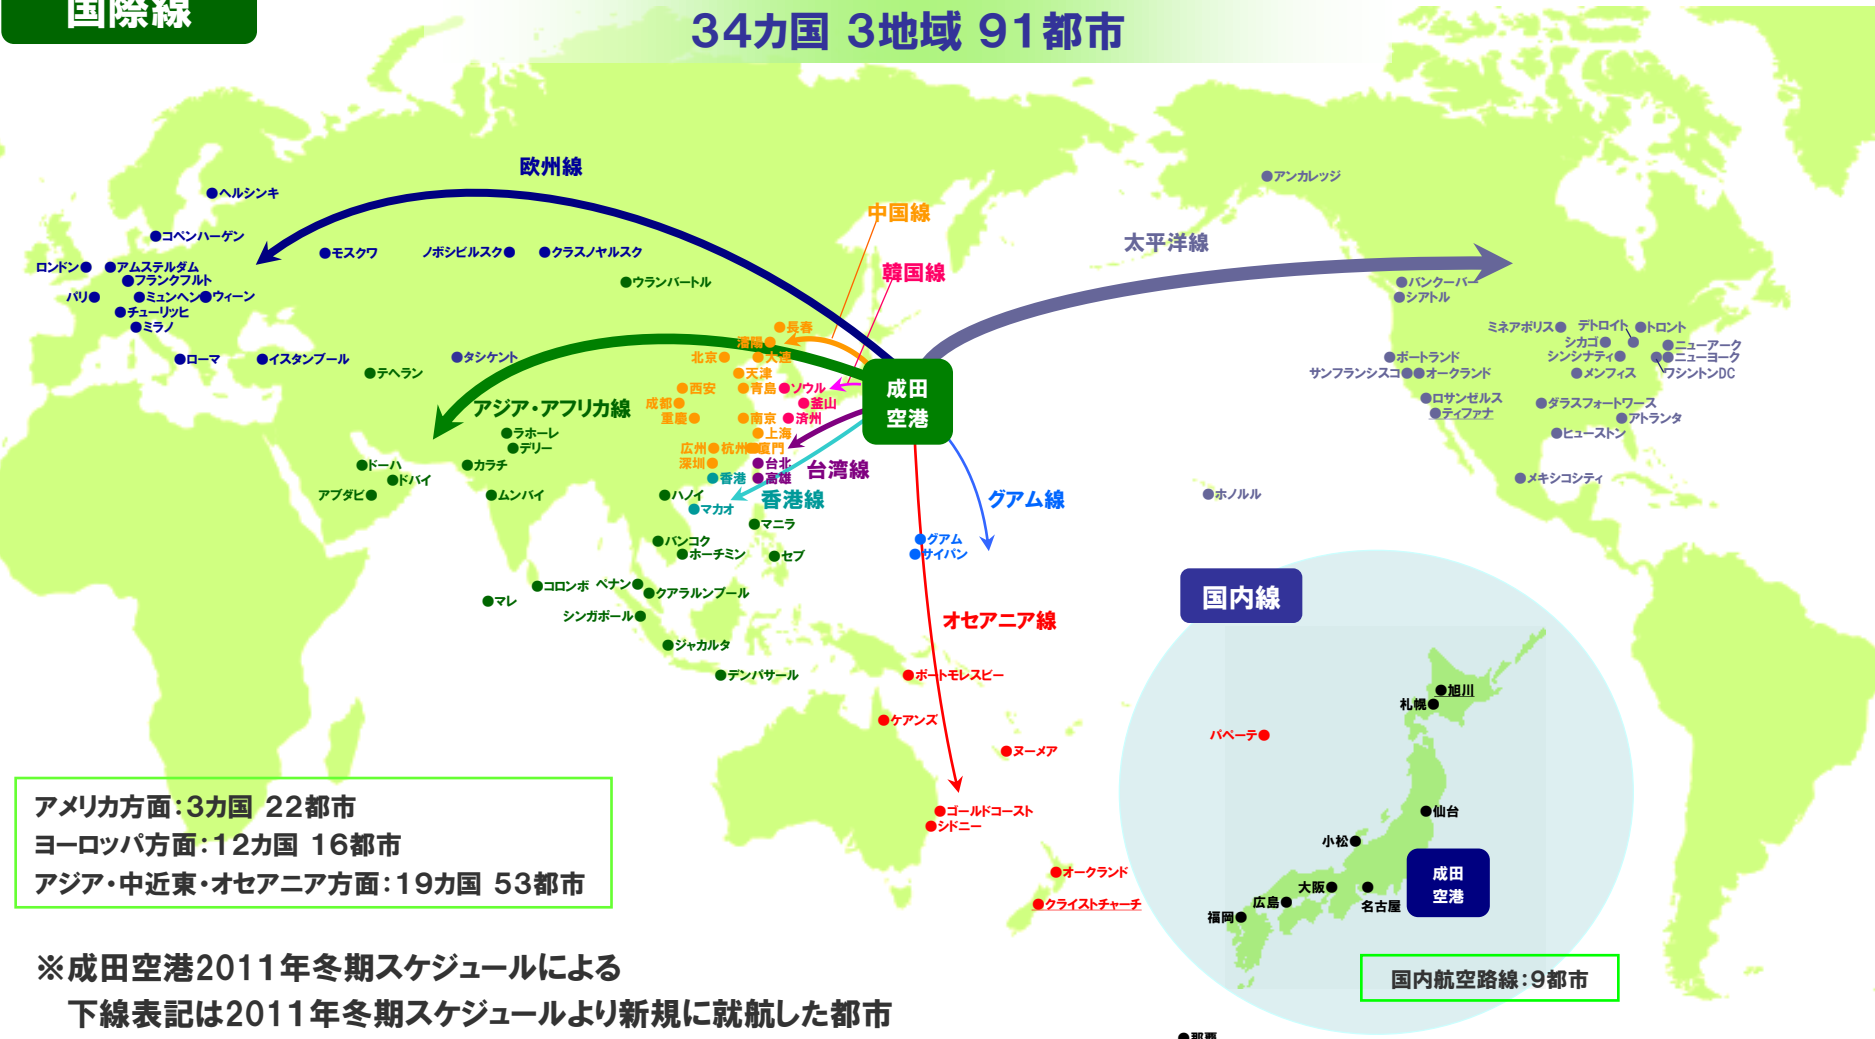 国際線
34カ国 3地域 91都市
欧州線
中国線
韓国線
太平洋線
アジア・アフリカ線
台湾線
香港線
グアム線
オセアニア線
成田
空港
ヘルシンキ
コペンハーゲン
モスクワ
ノボシビルスク
クラスノヤルスク
ロンドン
アムステルダム
フランクフルト
パリ
ミュンヘン
ウィーン
チューリッヒ
ミラノ
ローマ
イスタンブール
タシケント
ウランバートル
テヘラン
ラホーレ
デリー
カラチ
ドーハ
ドバイ
アブダビ
ムンバイ
ハノイ
マニラ
バンコク
ホーチミン
セブ
コロンボ
ペナン
マレ
クアラルンプール
シンガポール
ジャカルタ
デンパサール
長春
瀋陽
北京
大連
天津
西安
青島
成都
重慶
南京
上海
広州
杭州
廈門
深圳
ソウル
釜山
済州
台北
高雄
香港
マカオ
グアム
サイパン
ポートモレスビー
ケアンズ
ヌーメア
パペーテ
ゴールドコースト
シドニー
オークランド
クライストチャーチ
アンカレッジ
バンクーバー
シアトル
ミネアポリス
デトロイト
トロント
シカゴ
ニューアーク
シンシナティ
ニューヨーク
ポートランド
サンフランシスコ
オークランド
メンフィス
ワシントンDC
ロサンゼルス
ティファナ
ダラスフォートワース
アトランタ
ヒューストン
メキシコシティ
ホノルル
国内線
旭川
札幌
仙台
小松
大阪
名古屋
広島
福岡
成田
空港
国内航空路線：9都市
那覇
アメリカ方面：3カ国 22都市
ヨーロッパ方面：12カ国 16都市
アジア・中近東・オセアニア方面：19カ国 53都市
※成田空港2011年冬期スケジュールによる
下線表記は2011年冬期スケジュールより新規に就航した都市